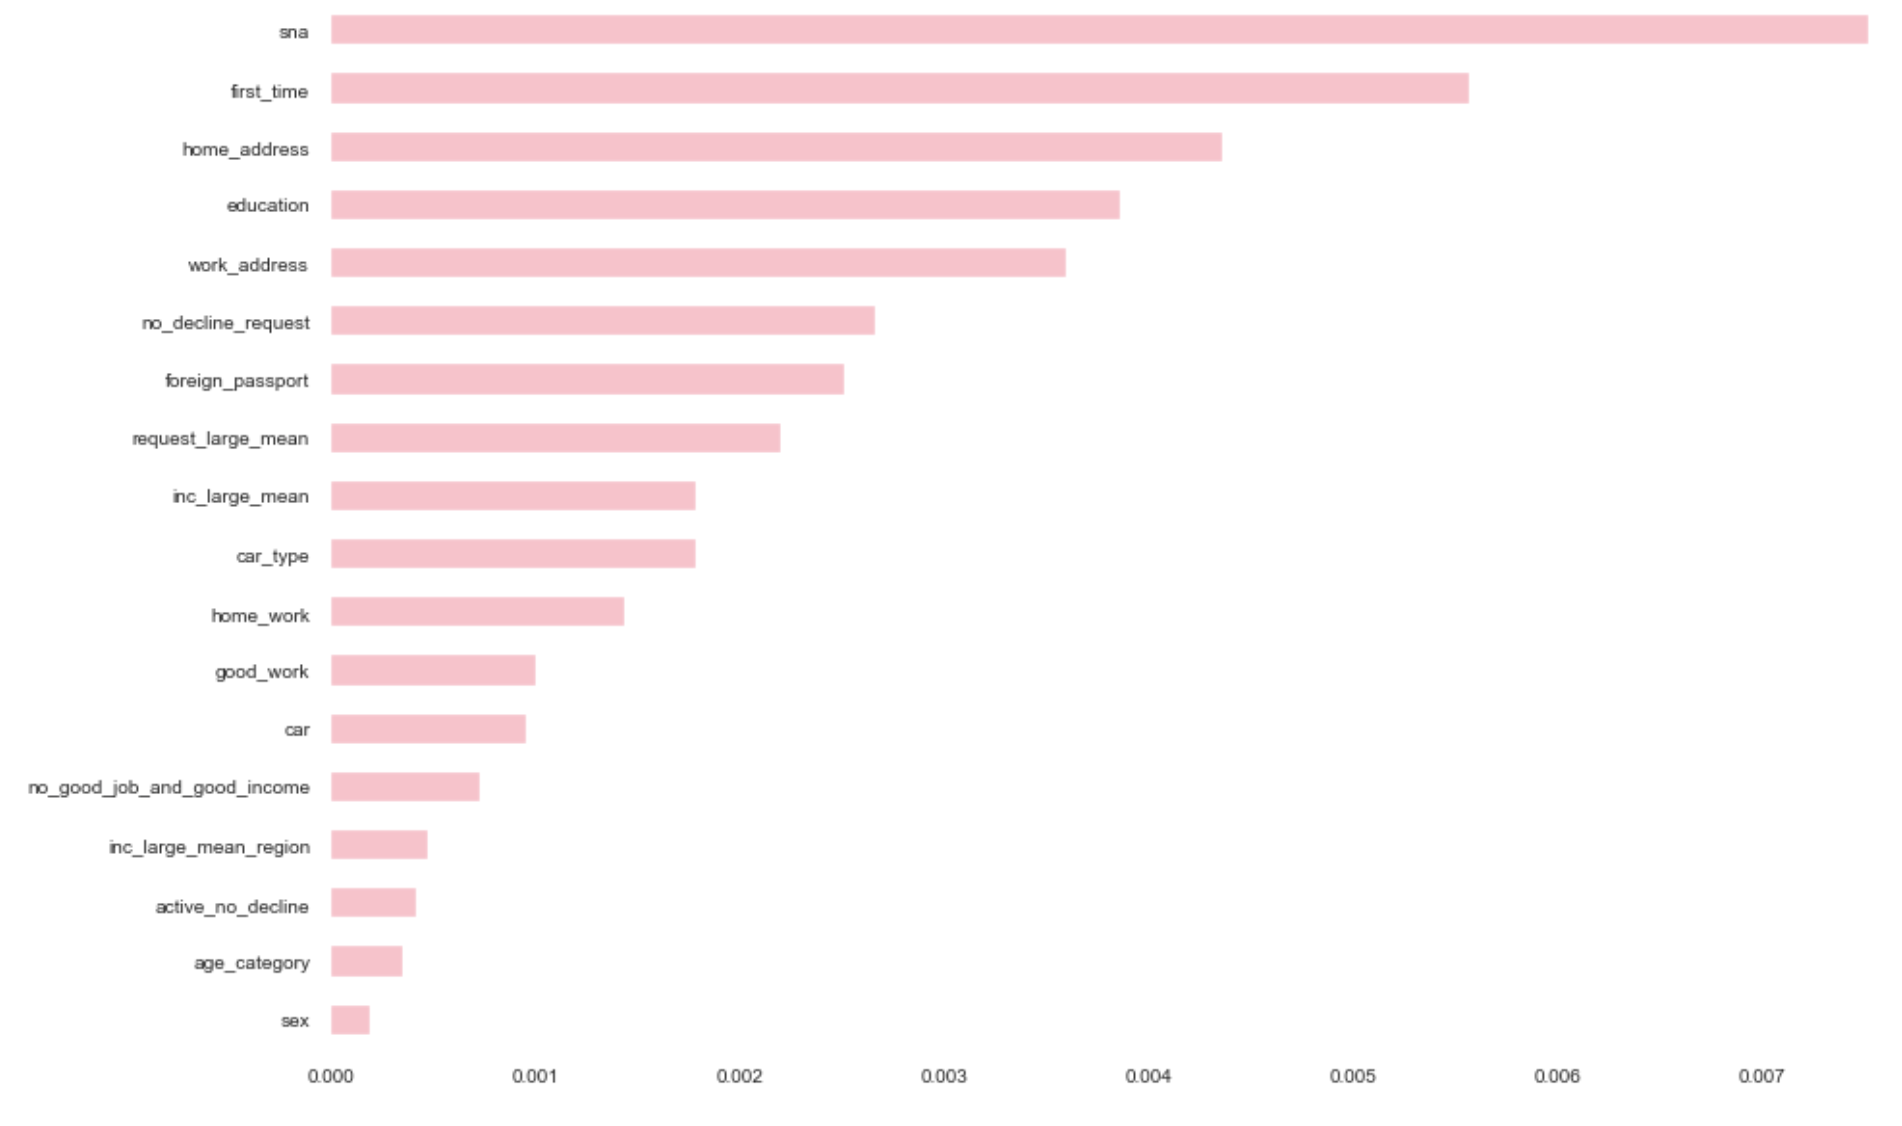 sna
first_time
home_address
education
work_address
no_decline_request
foreign_passport
request_large_mean
inc_large_mean
car_type
home_work
good_work
car
no_good_job_and_good_income
inc_large_mean_region
active_no_decline
age_category
sex
0.000 0.001 0.002 0.003 0.004 0.005 0.006 0.007